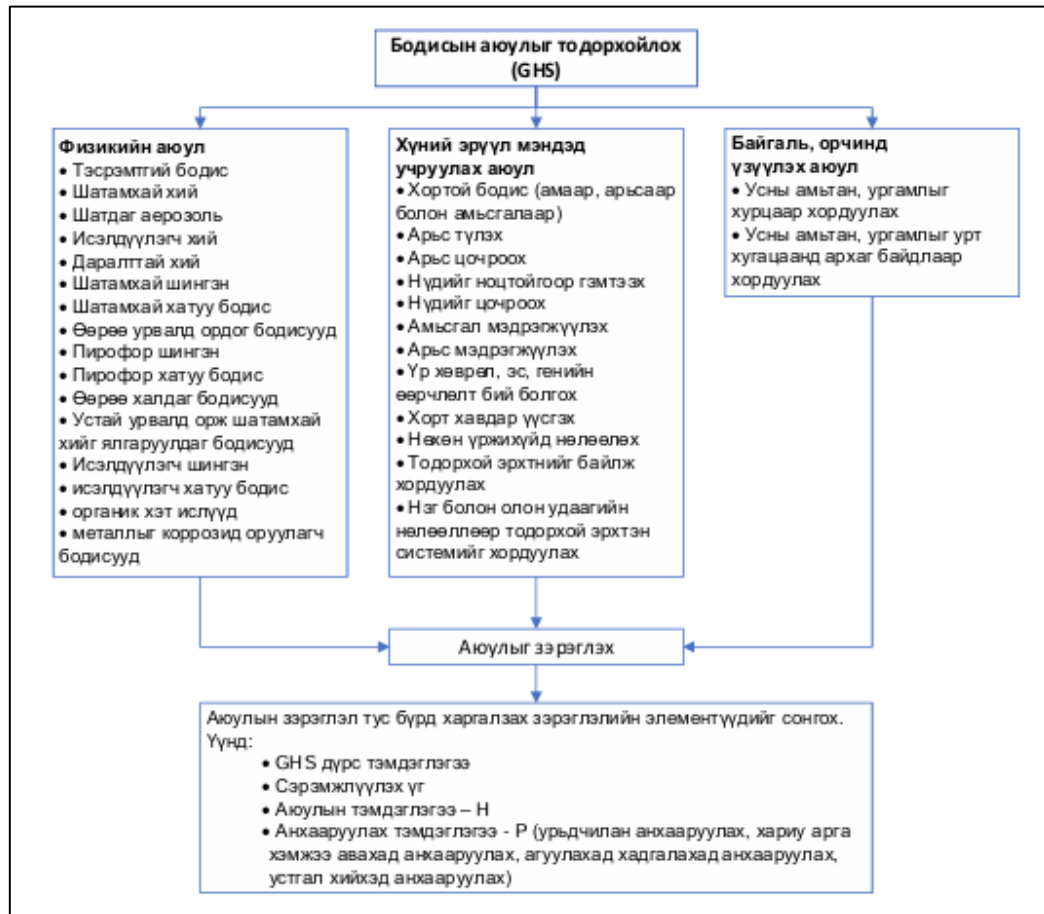 Бодисын аюулыг тодорхойлох
(GHS)
Физикийн аюул
• Тэсрэмтгий бодис
• Шатамхай хий
• Шатдаг аерозоль
• Исэлдүүлэгч хий
• Даралттай хий
• Шатамхай шингэн
• Шатамхай хатуу бодис
• Өөрөө урвалд ордог бодисууд
• Пирофор шингэн
• Пирофор хатуу бодис
• Өөрөө халдаг бодисууд
• Устай урвалд орж шатамхай
хийг ялгаруулдаг бодисууд
• Исэлдүүлэгч шингэн
• исэлдүүлэгч хатуу бодис
• органик хэт ислүүд
• металлыг коррозид оруулагч
бодисууд
Хүний эрүүл мэндэд
учруулах аюул
• Хортой бодис (амаар, арьсаар
болон амьсгалаар)
• Арьс түлэх
• Арьс цочроох
• Нүдийг ноцтойгоор гэмтээх
• Нүдийг цочроох
• Амьсгал мэдрэгжүүлэх
• Арьс мэдрэгжүүлэх
• Үр хөврөл, эс, генийн
өөрчлөлт бий болгох
• Хорт хавдар үүсгэх
• Нөхөн үржихүйд нөлөөлөх
• Тодорхой эрхтнийг байлж
хордуулах
• Нэг болон олон удаагийн
нөлөөллөөр тодорхой эрхтэн
системийг хордуулах
Байгаль, орчинд
үзүүлэх аюул
• Усны амьтан, ургамлыг
хурцаар хордуулах
• Усны амьтан, ургамлыг урт
хугацаанд архаг байдлаар
хордуулах
Аюулыг зэрэглэх
Аюулын зэрэглэл тус бүрд харгалзах зэрэглэлийн элементүүдийг сонгох.
Үүнд:
• GHS дүрс тэмдэглэгээ
• Сэрэмжлүүлэх үг
• Аюулын тэмдэглэгээ – H
• Анхааруулах тэмдэглэгээ - P (урьдчилан анхааруулах, хариу арга
хэмжээ авахад анхааруулах, агуулахад хадгалахад анхааруулах,
устгал хийхэд анхааруулах)